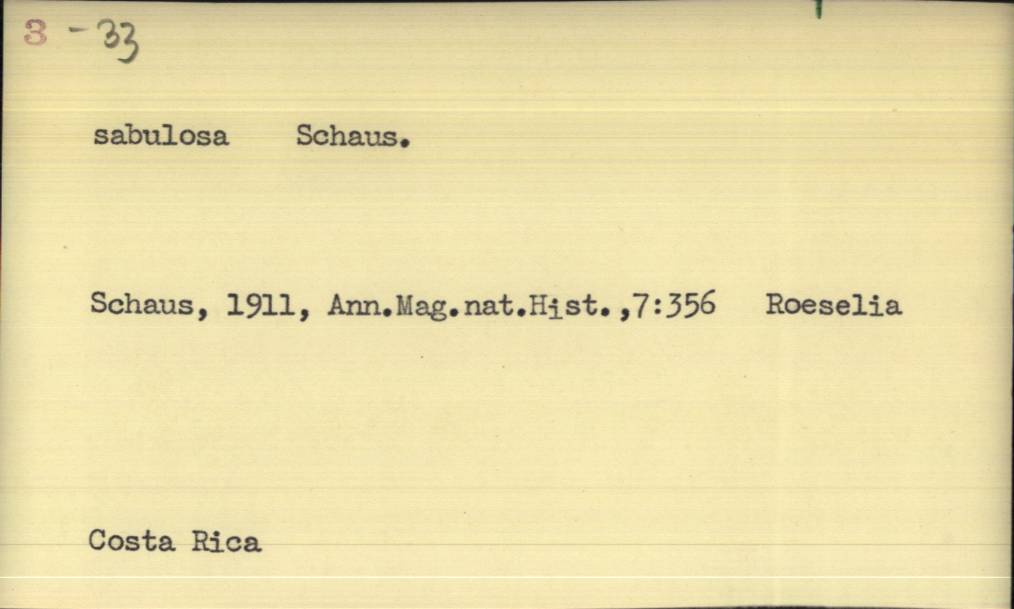 3 - 33
sabulosa Schaus.
Schaus, 1911, Ann.Mag.nat.Hist.,7:356 Roeselia
Costa Rica